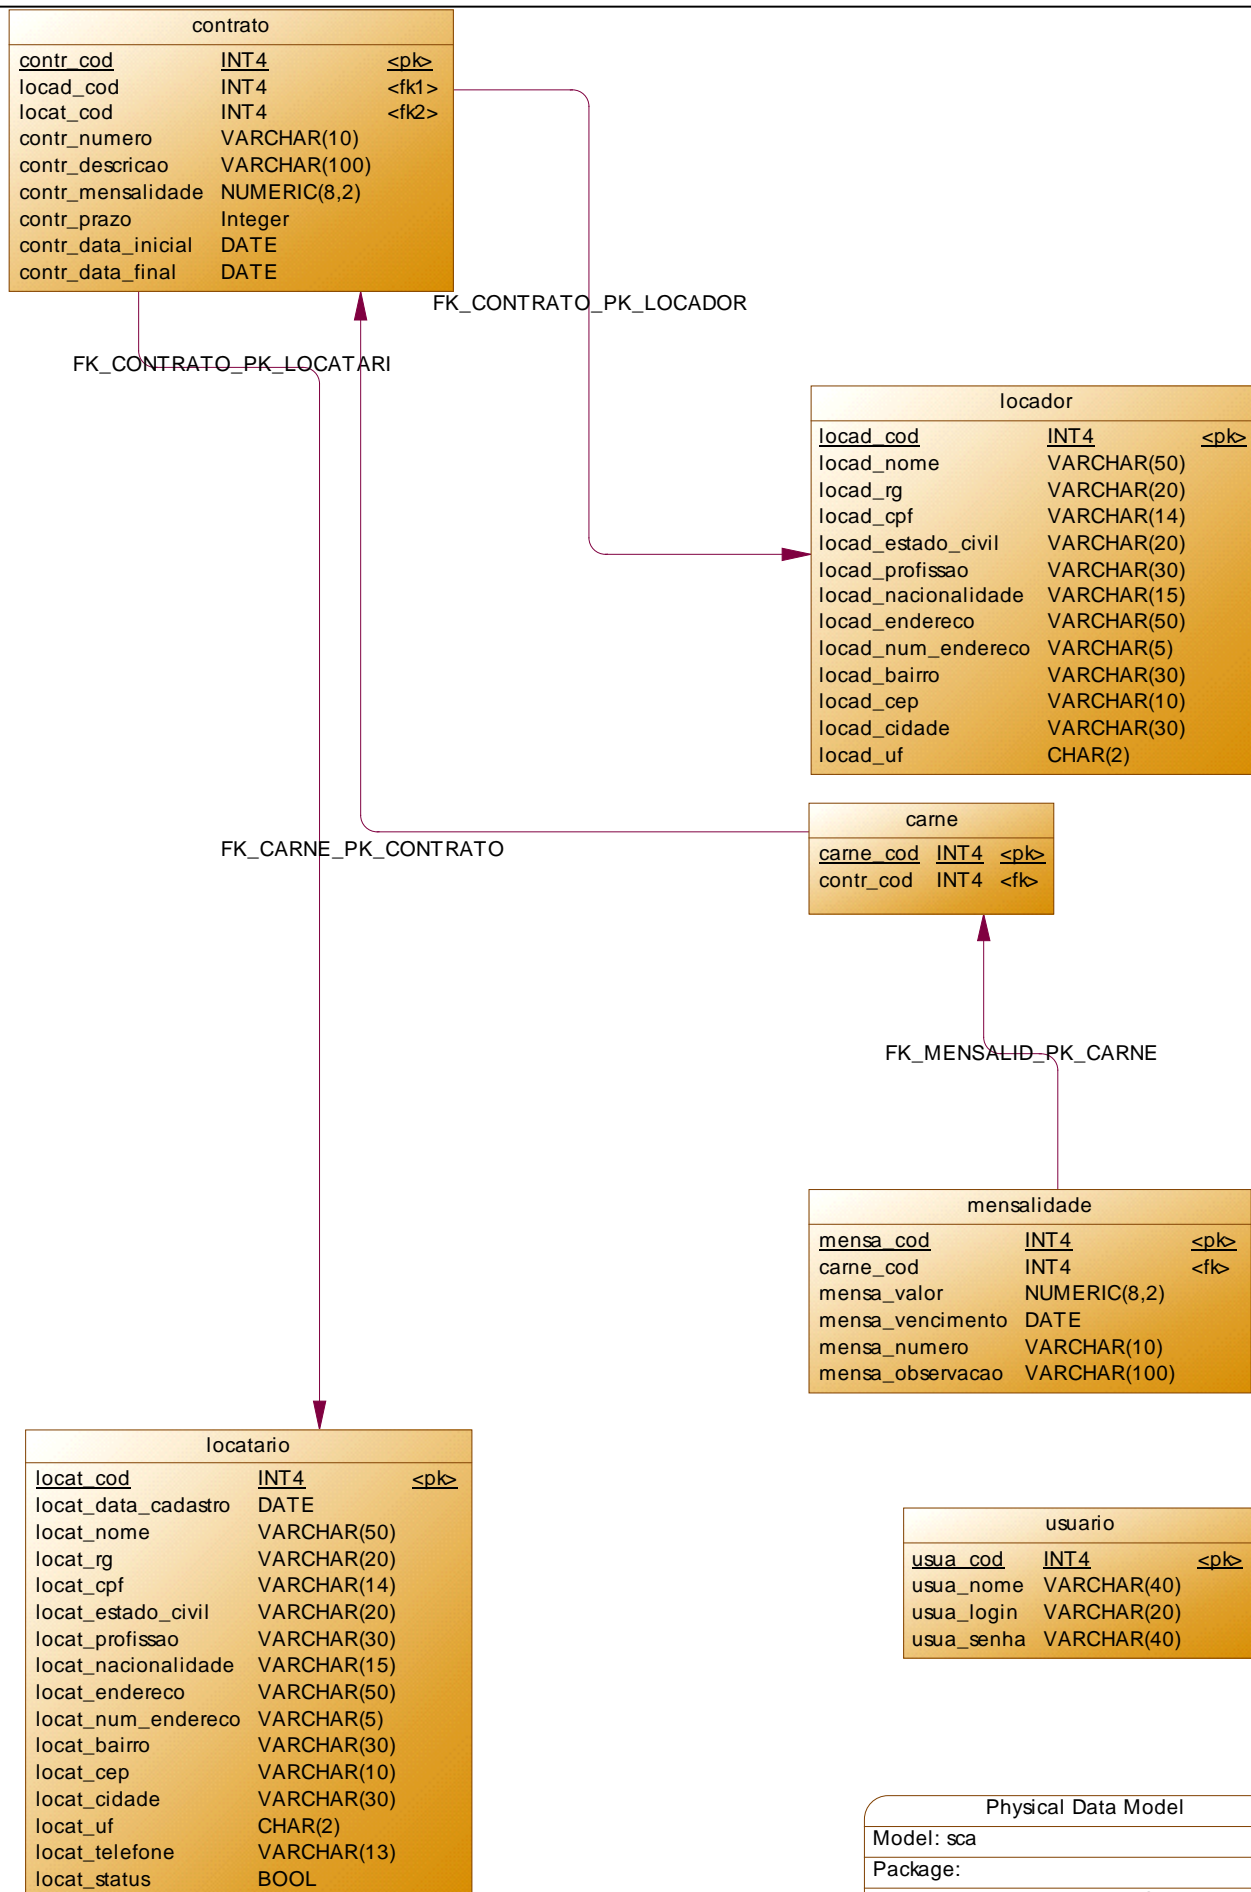 contrato
contr_cod INT4 <pk>
locad_cod INT4 <fk1>
locat_cod INT4 <fk2>
contr_numero VARCHAR(10)
contr_descricao VARCHAR(100)
contr_mensalidade NUMERIC(8,2)
contr_prazo Integer
contr_data_inicial DATE
contr_data_final DATE
FK_CONTRATO_PK_LOCADOR
FK_CONTRATO_PK_LOCATARI
locador
locad_cod INT4 <pk>
locad_nome VARCHAR(50)
locad_rg VARCHAR(20)
locad_cpf VARCHAR(14)
locad_estado_civil VARCHAR(20)
locad_profissao VARCHAR(30)
locad_nacionalidade VARCHAR(15)
locad_endereco VARCHAR(50)
locad_num_endereco VARCHAR(5)
locad_bairro VARCHAR(30)
locad_cep VARCHAR(10)
locad_cidade VARCHAR(30)
locad_uf CHAR(2)
FK_CARNE_PK_CONTRATO
carne
carne_cod INT4 <pk>
contr_cod INT4 <fk>
FK_MENSALID_PK_CARNE
mensalidade
mensa_cod INT4 <pk>
carne_cod INT4 <fk>
mensa_valor NUMERIC(8,2)
mensa_vencimento DATE
mensa_numero VARCHAR(10)
mensa_observacao VARCHAR(100)
locatario
locat_cod INT4 <pk>
locat_data_cadastro DATE
locat_nome VARCHAR(50)
locat_rg VARCHAR(20)
locat_cpf VARCHAR(14)
locat_estado_civil VARCHAR(20)
locat_profissao VARCHAR(30)
locat_nacionalidade VARCHAR(15)
locat_endereco VARCHAR(50)
locat_num_endereco VARCHAR(5)
locat_bairro VARCHAR(30)
locat_cep VARCHAR(10)
locat_cidade VARCHAR(30)
locat_uf CHAR(2)
locat_telefone VARCHAR(13)
locat_status BOOL
usuario
usua_cod INT4 <pk>
usua_nome VARCHAR(40)
usua_login VARCHAR(20)
usua_senha VARCHAR(40)
Physical Data Model
Model: sca
Package: